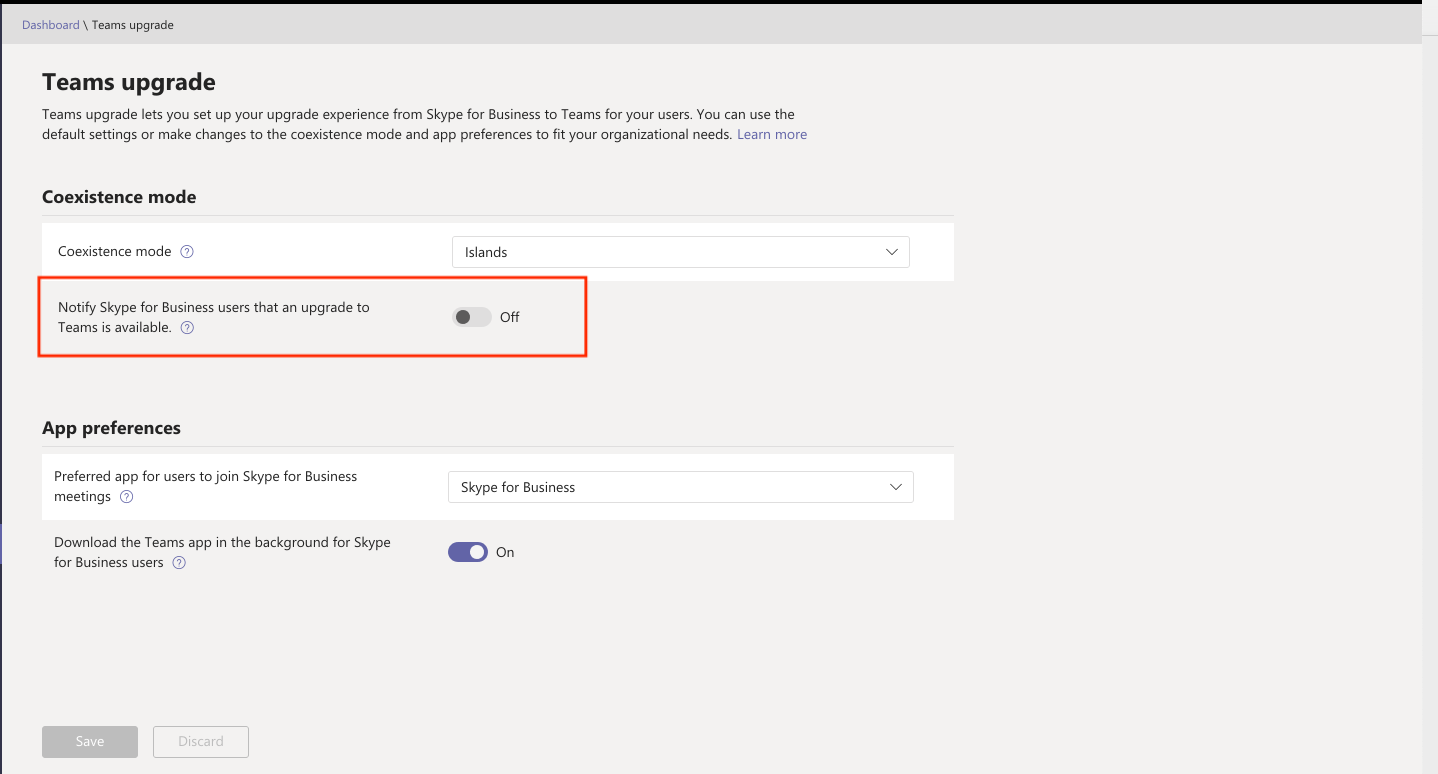 Dashboard \ Teams upgrade
Teams upgrade
Teams upgrade lets you set up your upgrade experience from Skype for Business to Teams for your users. You can use the
default settings or make changes to the coexistence mode and app preferences to fit your organizational needs. Learn more
Coexistence mode
Coexistence mode ?
Islands
Notify Skype for Business users that an upgrade to
Teams is available. ?
Off
App preferences
Preferred app for users to join Skype for Business
meetings ?
Skype for Business
Download the Teams app in the background for Skype
for Business users ?
On
Save
Discard